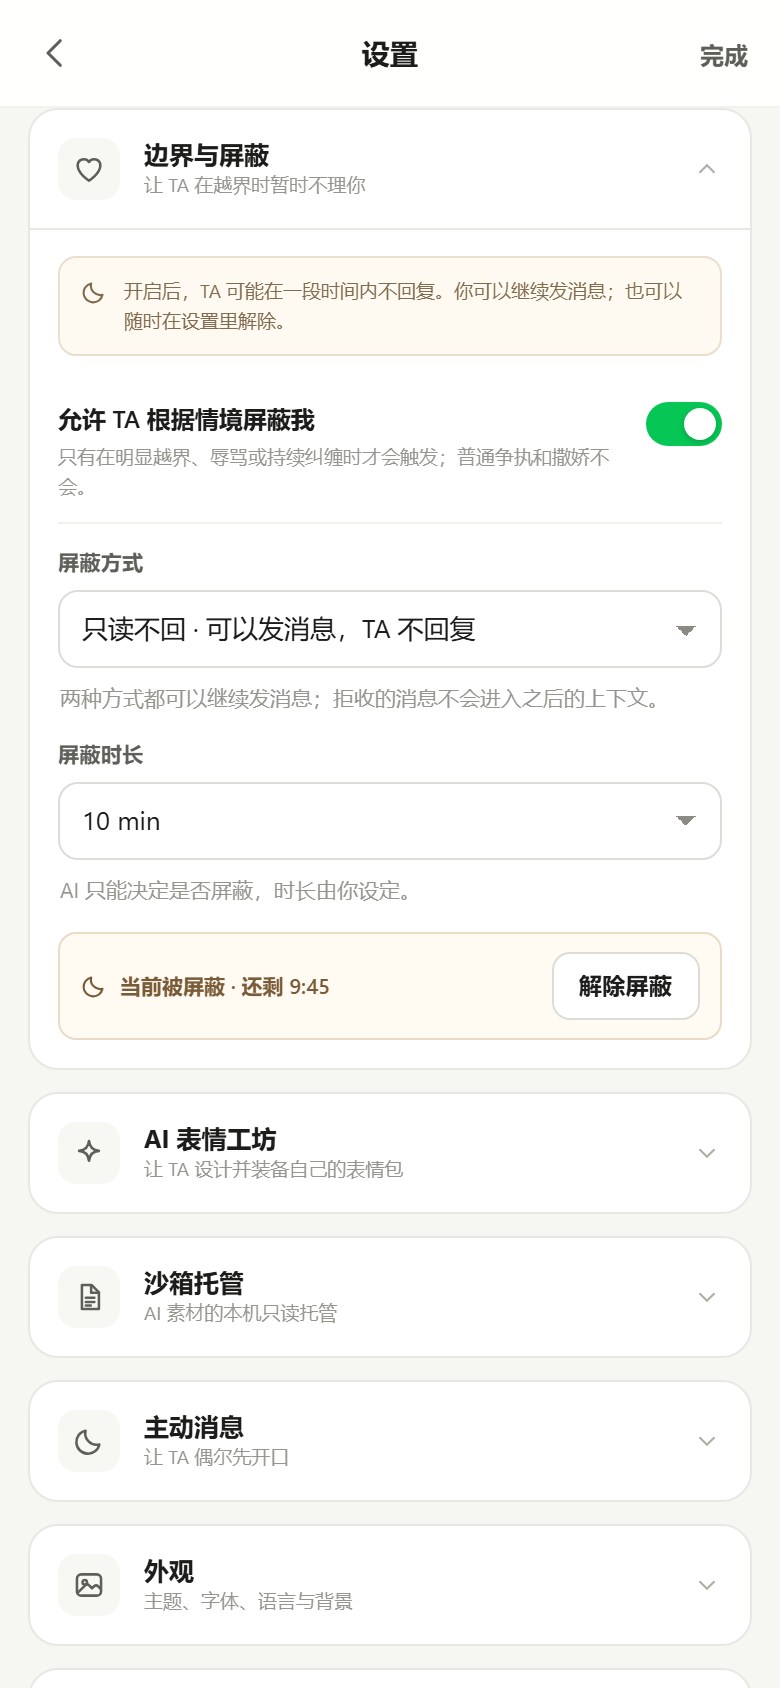 设置
完成
边界与屏蔽
让 TA 在越界时暂时不理你
开启后，TA 可能在一段时间内不回复。你可以继续发消息；也可以
随时在设置里解除。
允许 TA 根据情境屏蔽我
只有在明显越界、辱骂或持续纠缠时才会触发；普通争执和撒娇不
会。
屏蔽方式
只读不回 · 可以发消息，TA 不回复
两种方式都可以继续发消息；拒收的消息不会进入之后的上下文。
屏蔽时长
10 min
AI 只能决定是否屏蔽，时长由你设定。
当前被屏蔽 · 还剩 9:45
解除屏蔽
AI 表情工坊
让 TA 设计并装备自己的表情包
沙箱托管
AI 素材的本机只读托管
主动消息
让 TA 偶尔先开口
外观
主题、字体、语言与背景